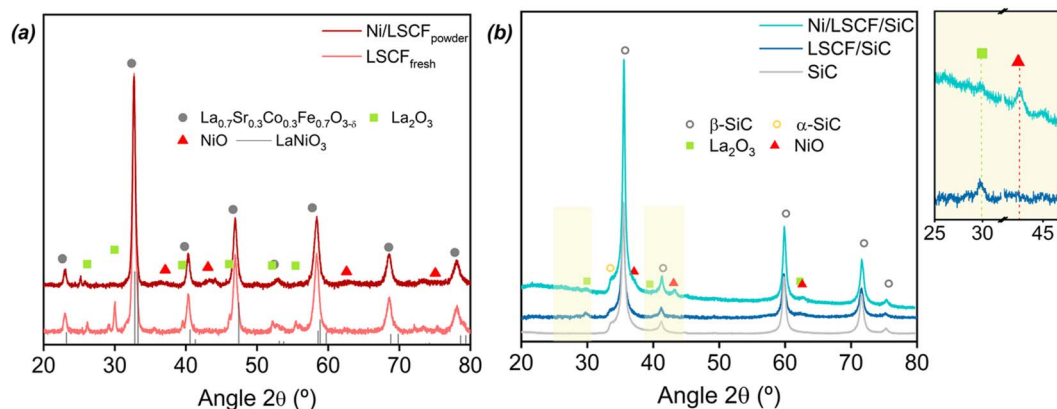 (a)
Ni/LSCFpowder
LSCFfresh
La0.7Sr0.3Co0.3Fe0.7O3-δ
La2O3
NiO
LaNiO3
20 30 40 50 60 70 80
Angle 2θ (º)
(b)
Ni/LSCF/SiC
LSCF/SiC
SiC
β-SiC
α-SiC
La2O3
NiO
20 30 40 50 60 70 80
Angle 2θ (º)
25 30 45